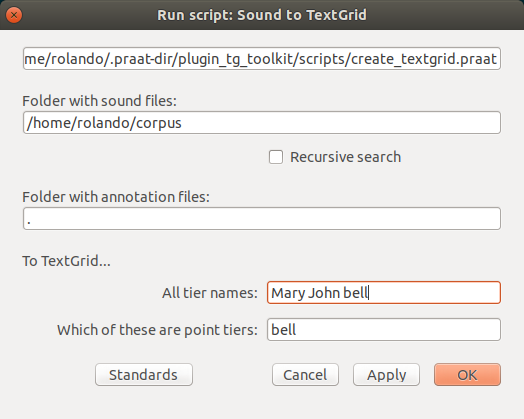 Run script: Sound to TextGrid
me/rolando/.praat-dir/plugin_tg_toolkit/scripts/create_textgrid.praat
Folder with sound files:
/home/rolando/corpus
Recursive search
Folder with annotation files:
.
To TextGrid...
All tier names: Mary John bell
Which of these are point tiers: bell
Standards Cancel Apply OK